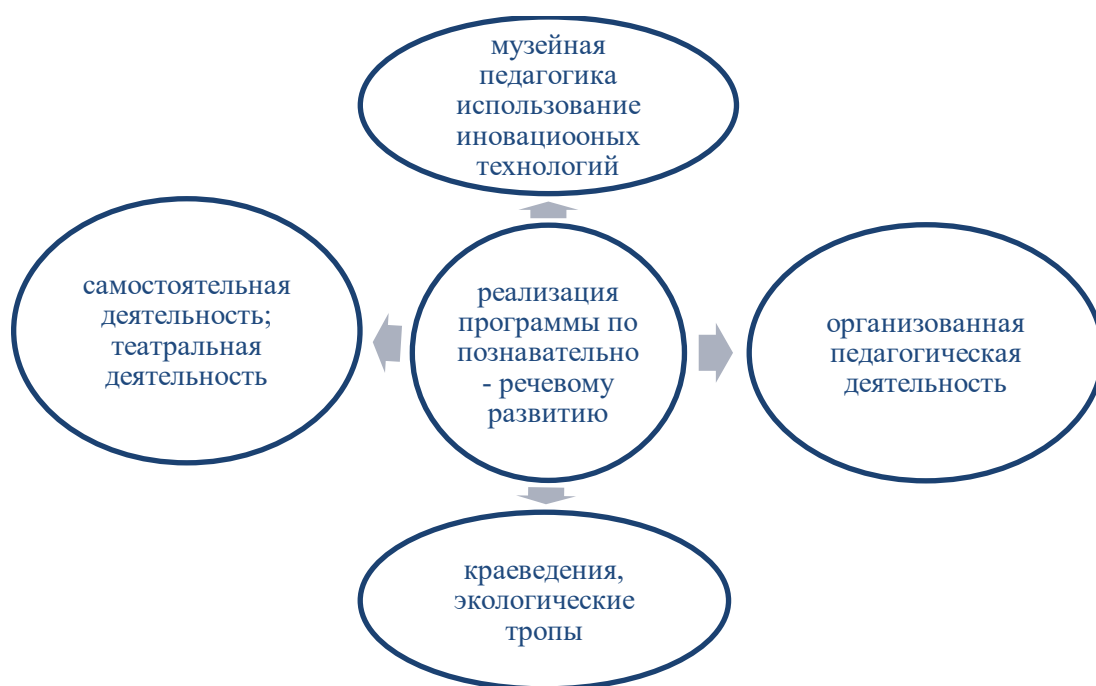 музейная
педагогика
использование
иновациооных
технологий
самостоятельная
деятельность;
театральная
деятельность
реализация
программы по
познавательно
- речевому
развитию
организованная
педагогическая
деятельность
краеведения,
экологические
тропы